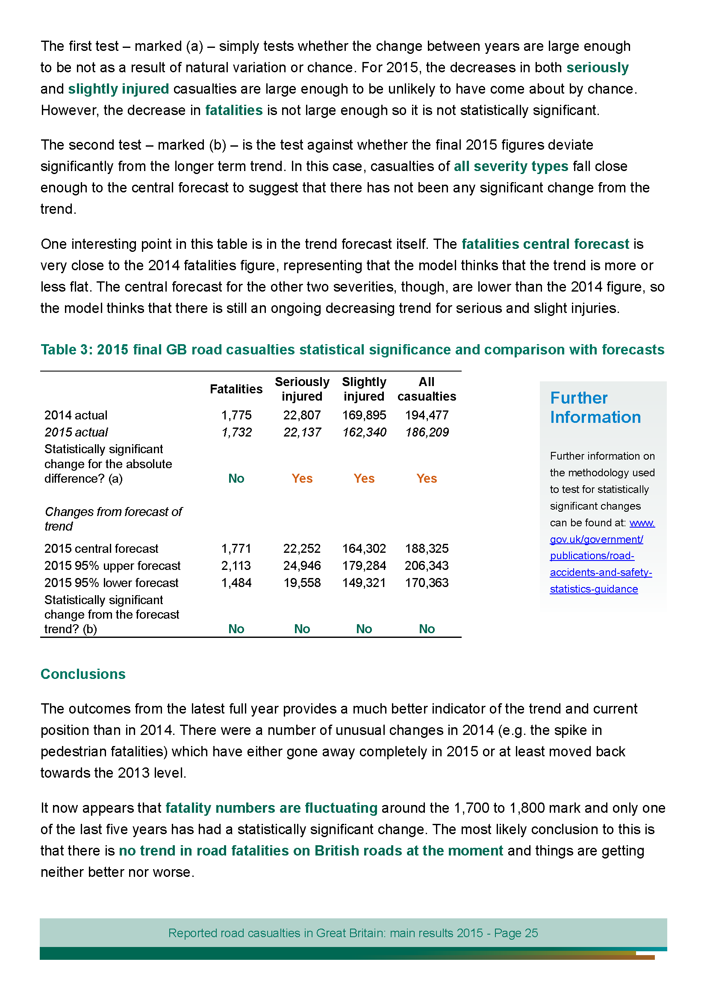 The first test – marked (a) – simply tests whether the change between years are large enough
to be not as a result of natural variation or chance. For 2015, the decreases in both seriously
and slightly injured casualties are large enough to be unlikely to have come about by chance.
However, the decrease in fatalities is not large enough so it is not statistically significant.
The second test – marked (b) – is the test against whether the final 2015 figures deviate
significantly from the longer term trend. In this case, casualties of all severity types fall close
enough to the central forecast to suggest that there has not been any significant change from the
trend.
One interesting point in this table is in the trend forecast itself. The fatalities central forecast is
very close to the 2014 fatalities figure, representing that the model thinks that the trend is more or
less flat. The central forecast for the other two severities, though, are lower than the 2014 figure, so
the model thinks that there is still an ongoing decreasing trend for serious and slight injuries.
Table 3: 2015 final GB road casualties statistical significance and comparison with forecasts
Fatalities Seriously injured Slightly injured All casualties
2014 actual 1,775 22,807 169,895 194,477
2015 actual 1,732 22,137 162,340 186,209
Statistically significant
change for the absolute
difference? (a) No Yes Yes Yes
Changes from forecast of
trend
2015 central forecast 1,771 22,252 164,302 188,325
2015 95% upper forecast 2,113 24,946 179,284 206,343
2015 95% lower forecast 1,484 19,558 149,321 170,363
Statistically significant
change from the forecast
trend? (b) No No No No
Further
Information
Further information on
the methodology used
to test for statistically
significant changes
can be found at: www.
gov.uk/government/
publications/road-
accidents-and-safety-
statistics-guidance
Conclusions
The outcomes from the latest full year provides a much better indicator of the trend and current
position than in 2014. There were a number of unusual changes in 2014 (e.g. the spike in
pedestrian fatalities) which have either gone away completely in 2015 or at least moved back
towards the 2013 level.
It now appears that fatality numbers are fluctuating around the 1,700 to 1,800 mark and only one
of the last five years has had a statistically significant change. The most likely conclusion to this is
that there is no trend in road fatalities on British roads at the moment and things are getting
neither better nor worse.
Reported road casualties in Great Britain: main results 2015 - Page 25